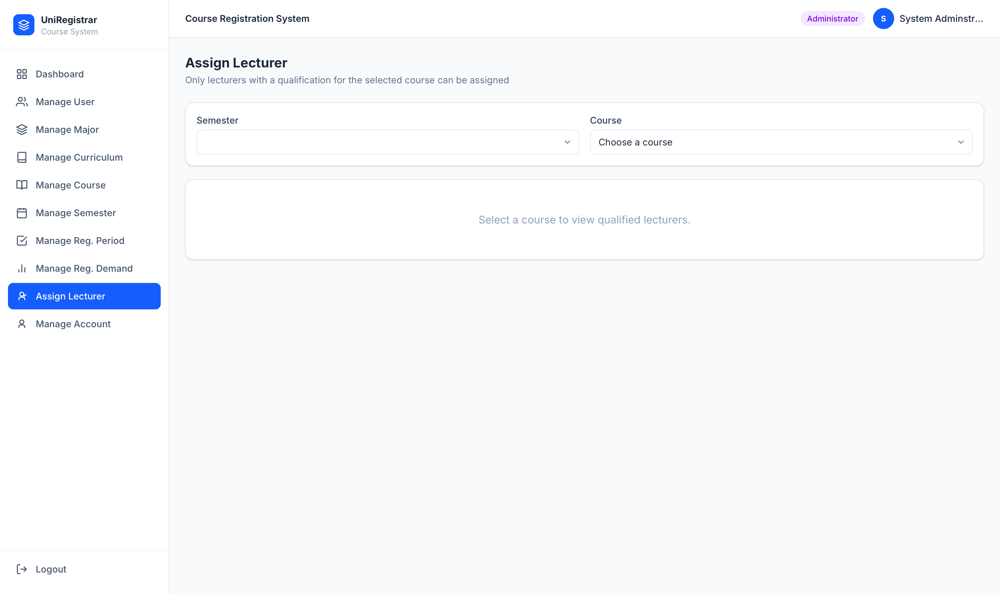 UniRegistrar
Course System
Dashboard
Manage User
Manage Major
Manage Curriculum
Manage Course
Manage Semester
Manage Reg. Period
Manage Reg. Demand
Assign Lecturer
Manage Account
Logout
Course Registration System
Administrator
S
System Adminstr...
Assign Lecturer
Only lecturers with a qualification for the selected course can be assigned
Semester
Course
Choose a course
Select a course to view qualified lecturers.